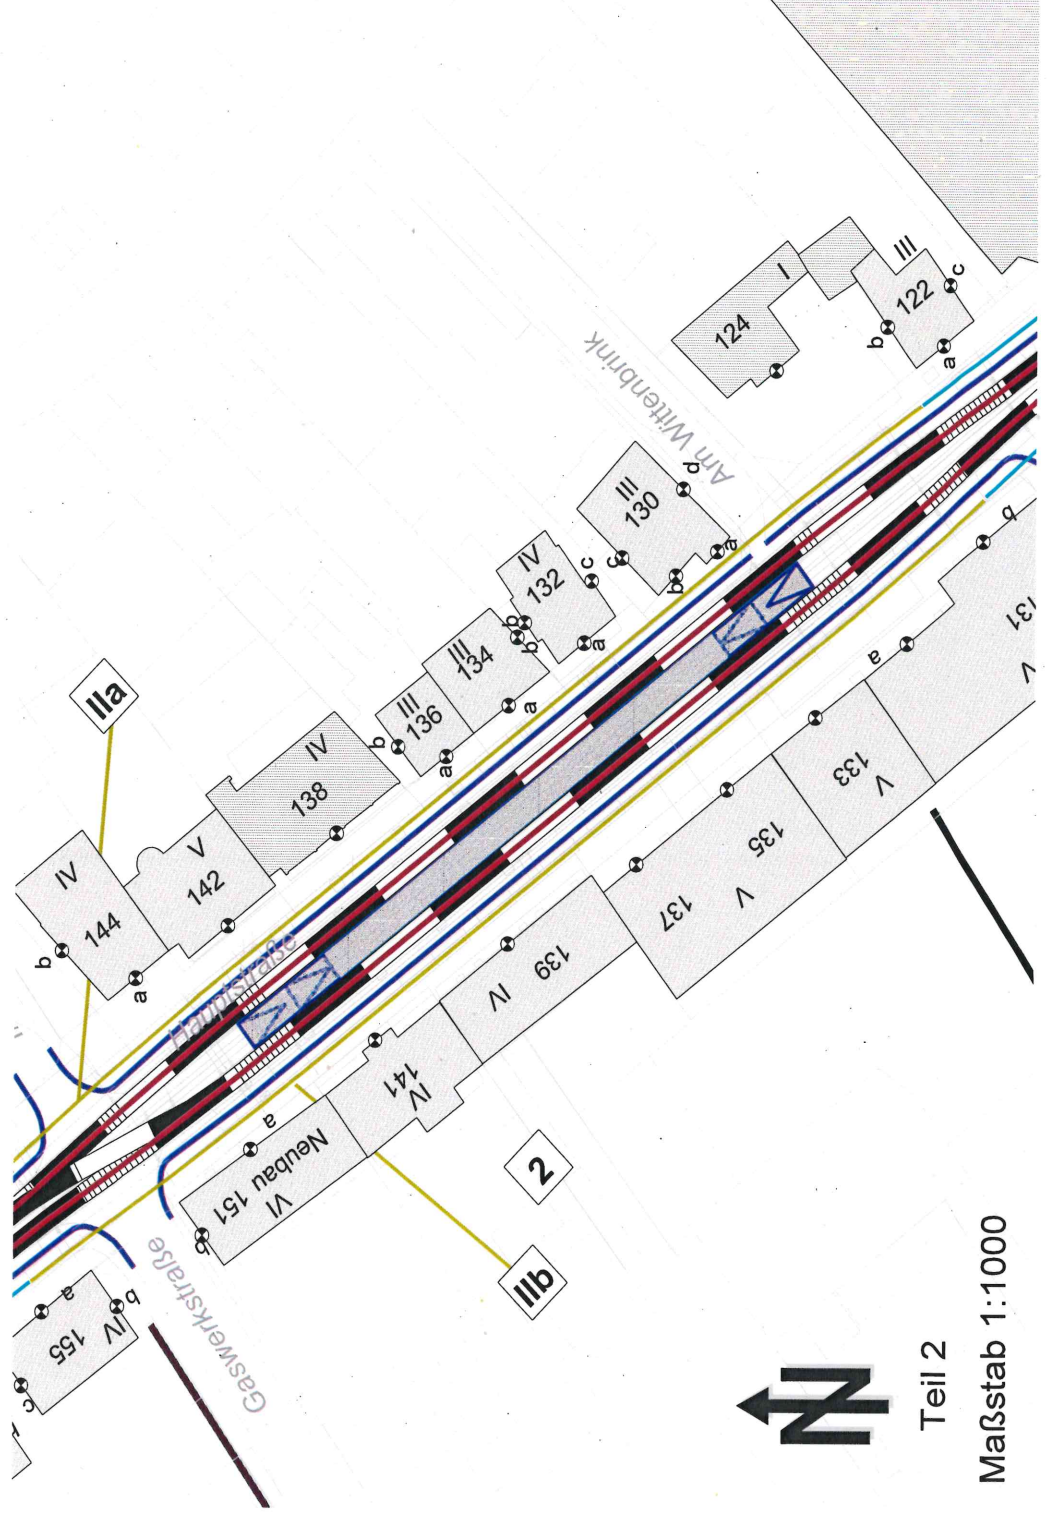 IIa
I
124
III
122
b
a
c
Am Wittenbrink
III
130
d
c
b
a
IV
132
c
b
a
III
134
b
a
III
136
b
a
IV
138
V
142
IV
144
b
a
Hauptstraße
b
131
V
a
133
V
135
V
137
139
IV
141
IV
a
Neubau 151
VI
b
2
IIb
Gaswerkstraße
a
b
155
IV
c
N
Teil 2
Maßstab 1:1000